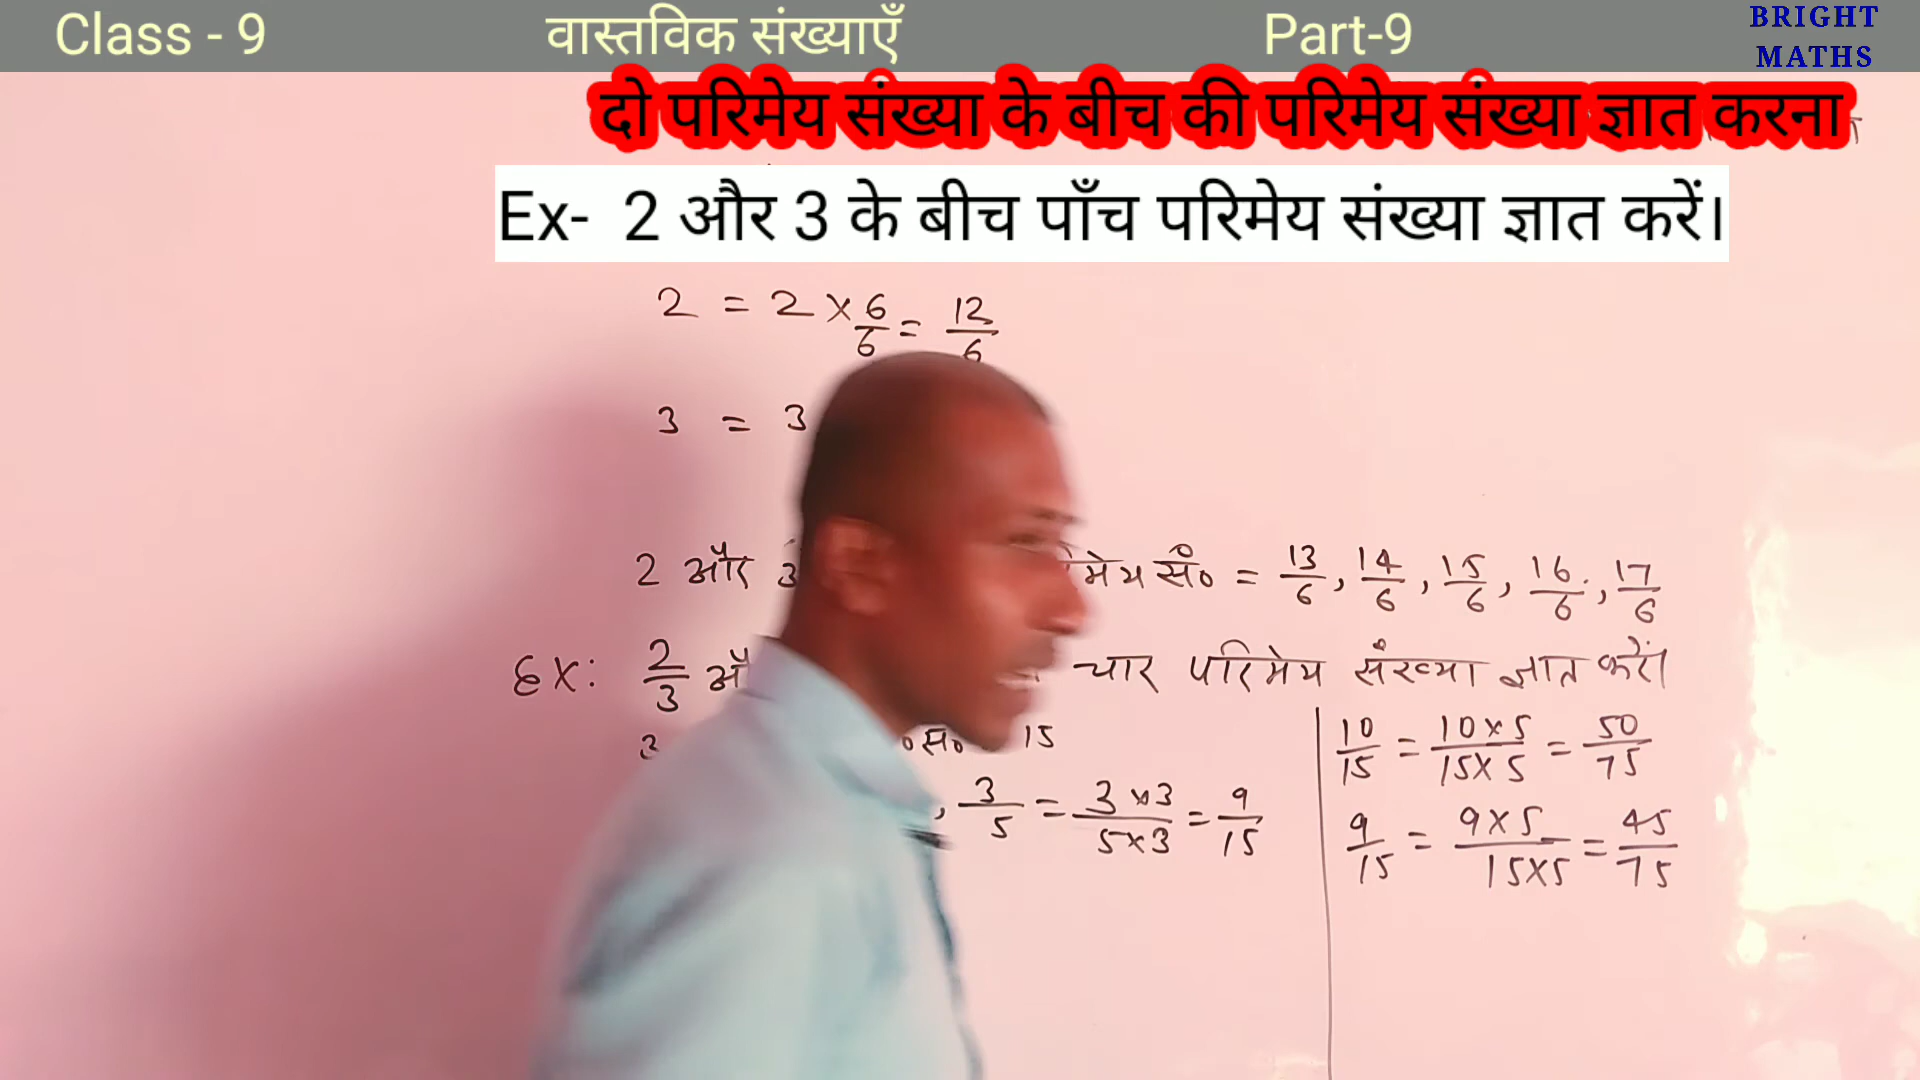 Class - 9 वास्तविक संख्याएँ Part-9 BRIGHT MATHS
दो परिमेय संख्या के बीच की परिमेय संख्या ज्ञात करना
Ex- 2 और 3 के बीच पाँच परिमेय संख्या ज्ञात करें।
2 = 2 × 6/6 = 12/6
3 = 3
2 और 3 मेय सं० = 13/6, 14/6, 15/6, 16/6, 17/6
Ex: 2/3 औ चार परिमेय संख्या ज्ञात करें।
3 ०स० 15
, 3/5 = 3×3/5×3 = 9/15
10/15 = 10×5/15×5 = 50/75
9/15 = 9×5/15×5 = 45/75